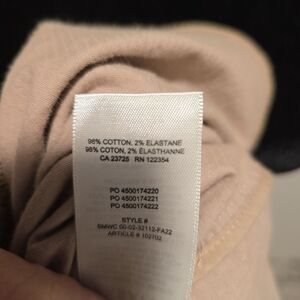 98% COTTON, 2% ELASTANE
98% COTON, 2% ÉLASTHANNE
CA 23725 RN 122354
PO 4500174220
PO 4500174221
PO 4500174222
STYLE #
SMWC 00-02-32112-FA22
ARTICLE # 102702